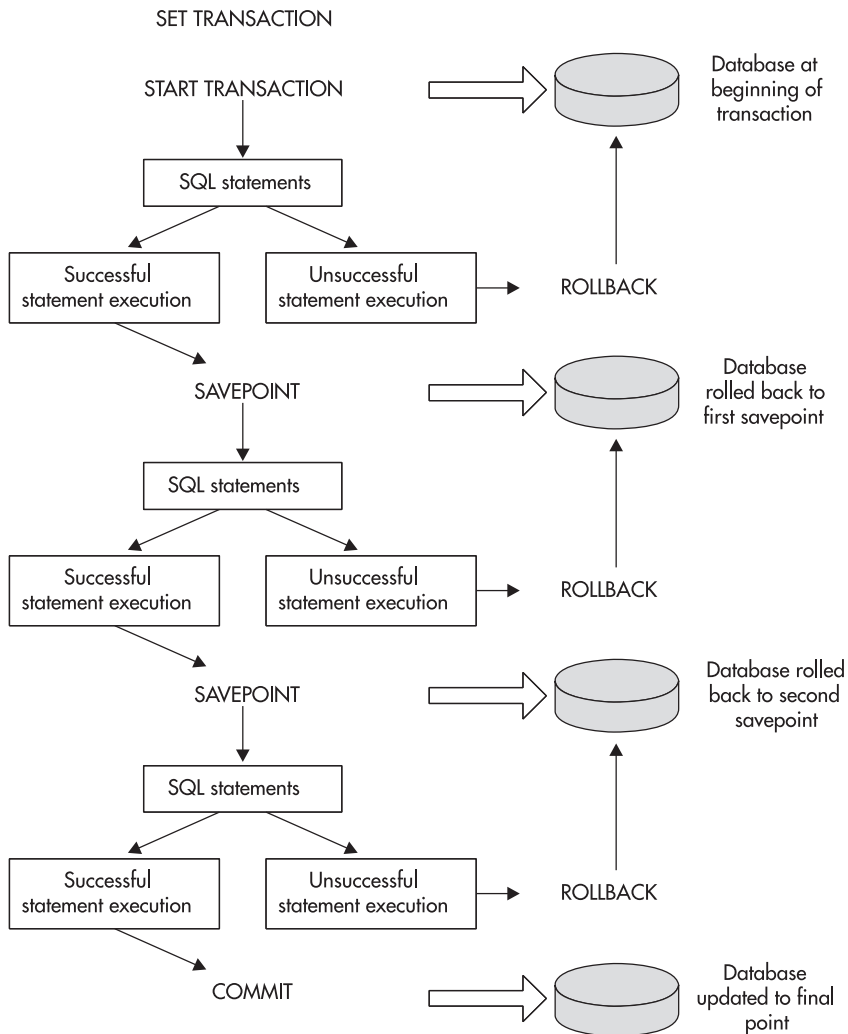 SET TRANSACTION
START TRANSACTION
Database at
beginning of
transaction
SQL statements
Successful
statement execution
Unsuccessful
statement execution
ROLLBACK
SAVEPOINT
Database
rolled back to
first savepoint
SQL statements
Successful
statement execution
Unsuccessful
statement execution
ROLLBACK
SAVEPOINT
Database rolled
back to second
savepoint
SQL statements
Successful
statement execution
Unsuccessful
statement execution
ROLLBACK
COMMIT
Database
updated to final
point